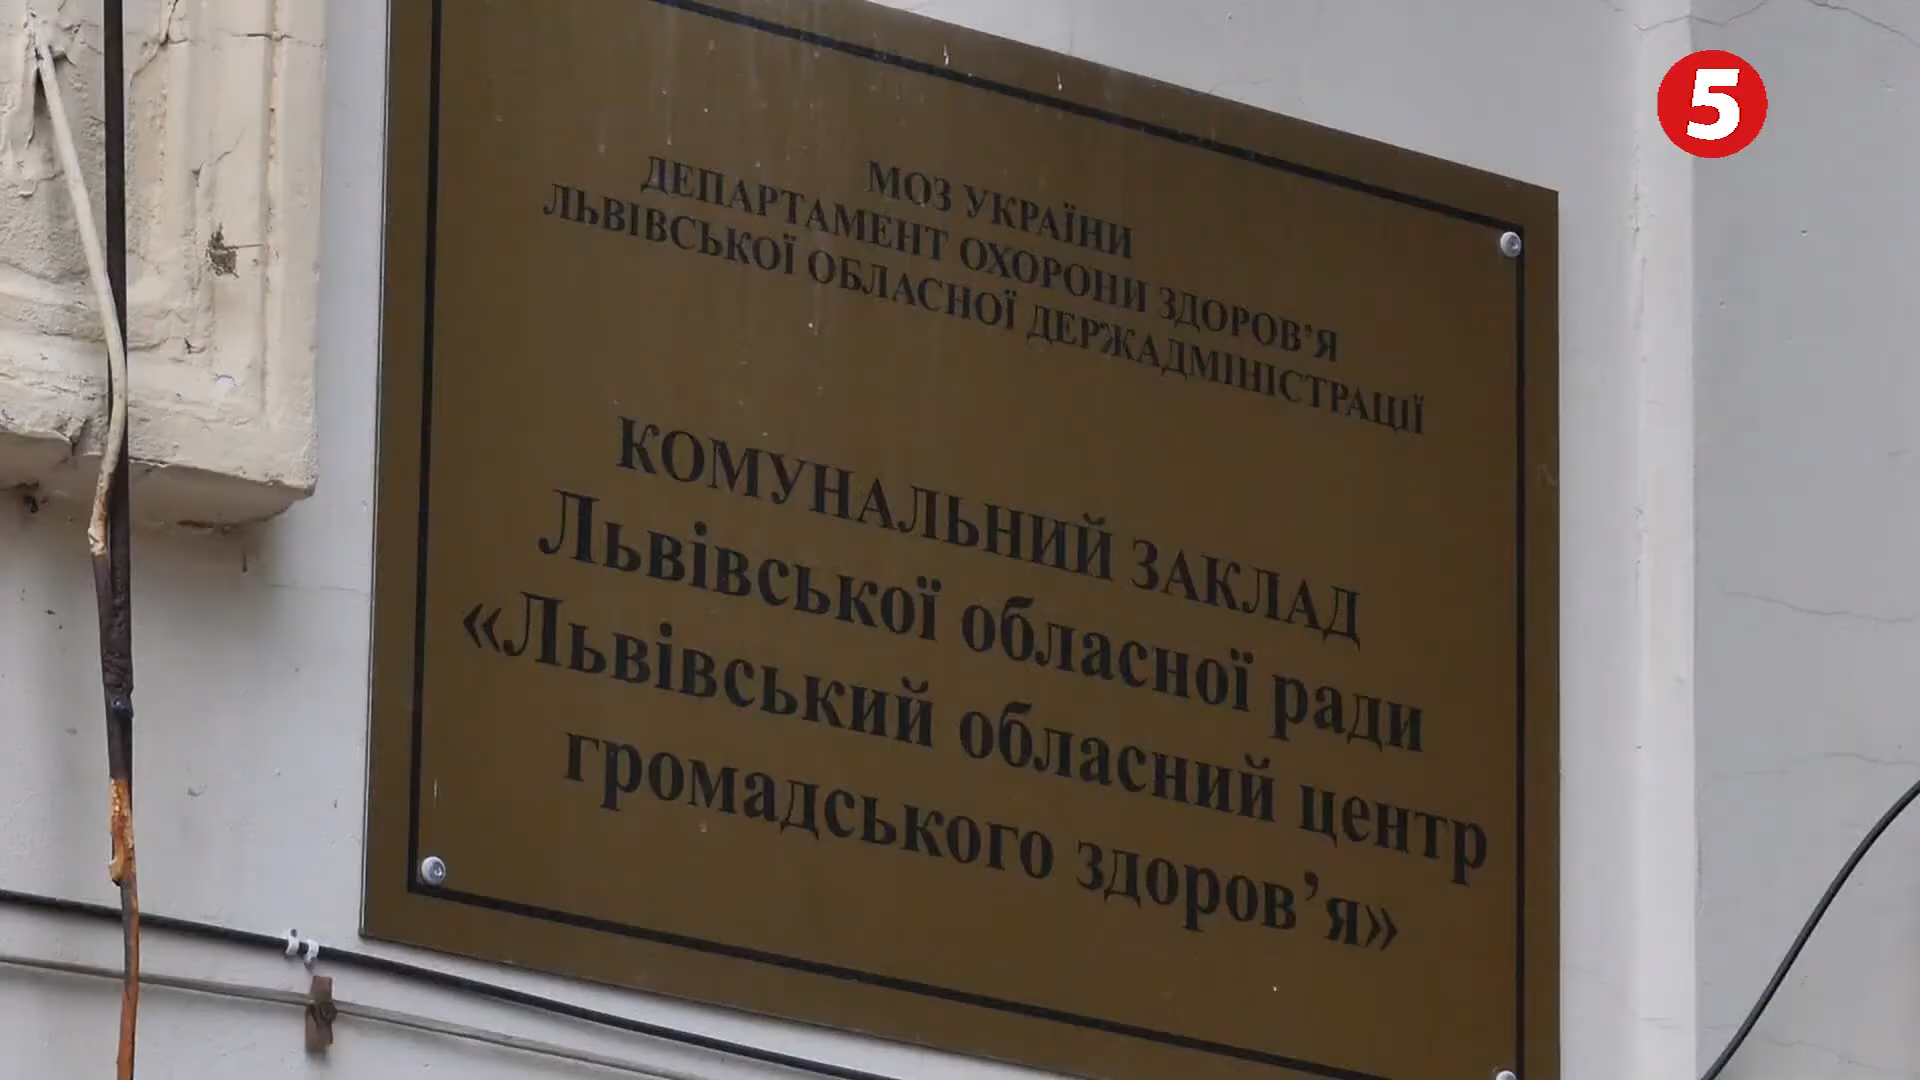 5
МОЗ УКРАЇНИ
ДЕПАРТАМЕНТ ОХОРОНИ ЗДОРОВ’Я
ЛЬВІВСЬКОЇ ОБЛАСНОЇ ДЕРЖАДМІНІСТРАЦІЇ
КОМУНАЛЬНИЙ ЗАКЛАД
Львівської обласної ради
«Львівський обласний центр
громадського здоров’я»